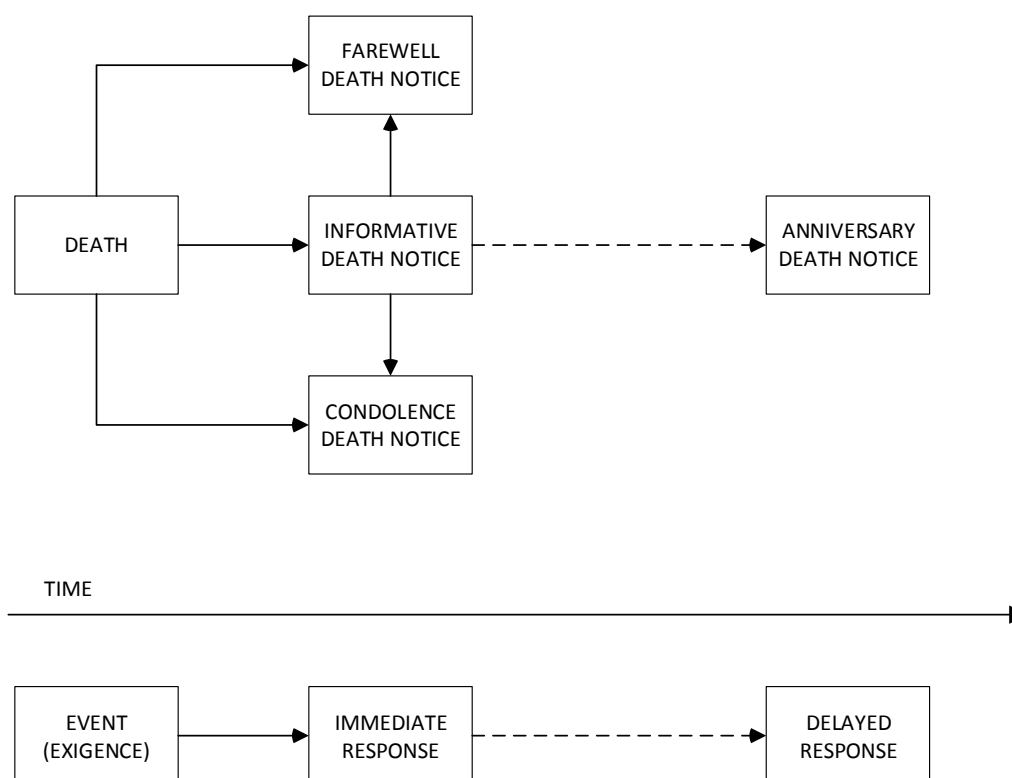 FAREWELL
DEATH NOTICE
DEATH
INFORMATIVE
DEATH NOTICE
ANNIVERSARY
DEATH NOTICE
CONDOLENCE
DEATH NOTICE
TIME
EVENT
(EXIGENCE)
IMMEDIATE
RESPONSE
DELAYED
RESPONSE